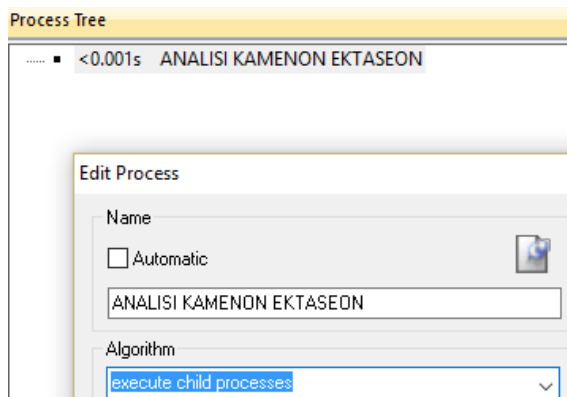 Process Tree
<0.001s ANALISI KAMENON EKTASEON
Edit Process
Name
Automatic
ANALISI KAMENON EKTASEON
Algorithm
execute child processes